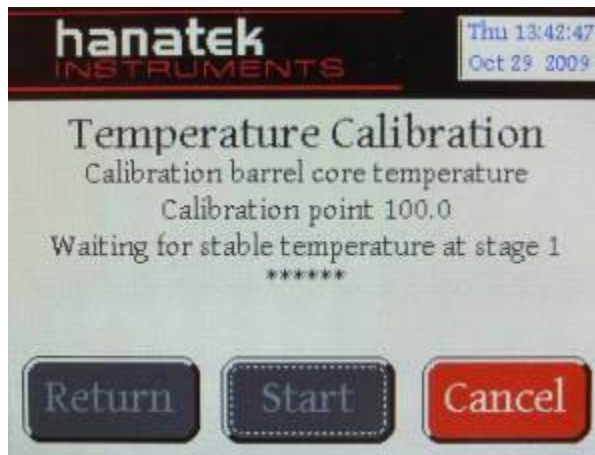 hanatek
INSTRUMENTS
Thu 13:42:47
Oct 29 2009
Temperature Calibration
Calibration barrel core temperature
Calibration point 100.0
Waiting for stable temperature at stage 1
******
Return
Start
Cancel